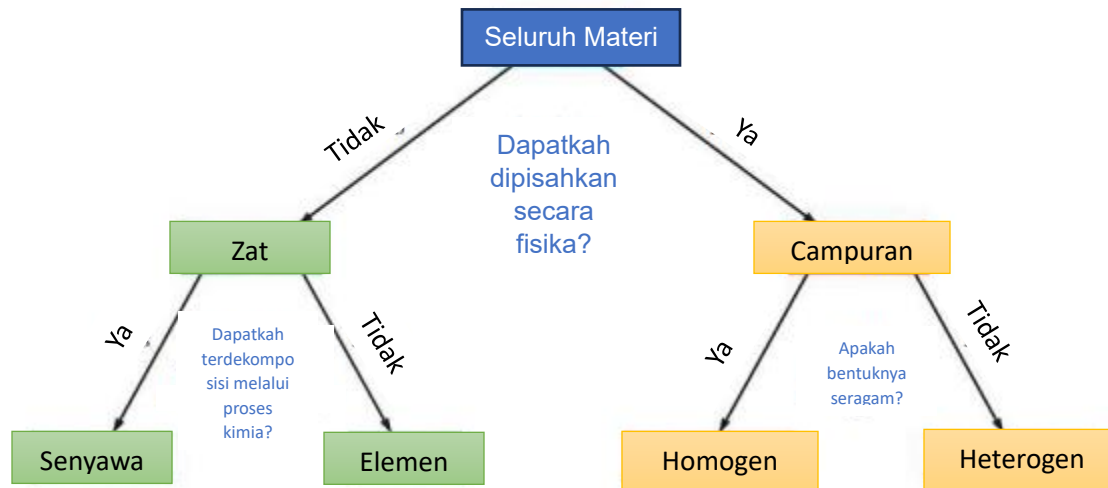 Seluruh Materi
Tidak
Ya
Dapatkah
dipisahkan
secara
fisika?
Zat
Campuran
Ya
Dapatkah
terdekompo
sisi melalui
proses
kimia?
Tidak
Ya
Apakah
bentuknya
seragam?
Tidak
Senyawa
Elemen
Homogen
Heterogen